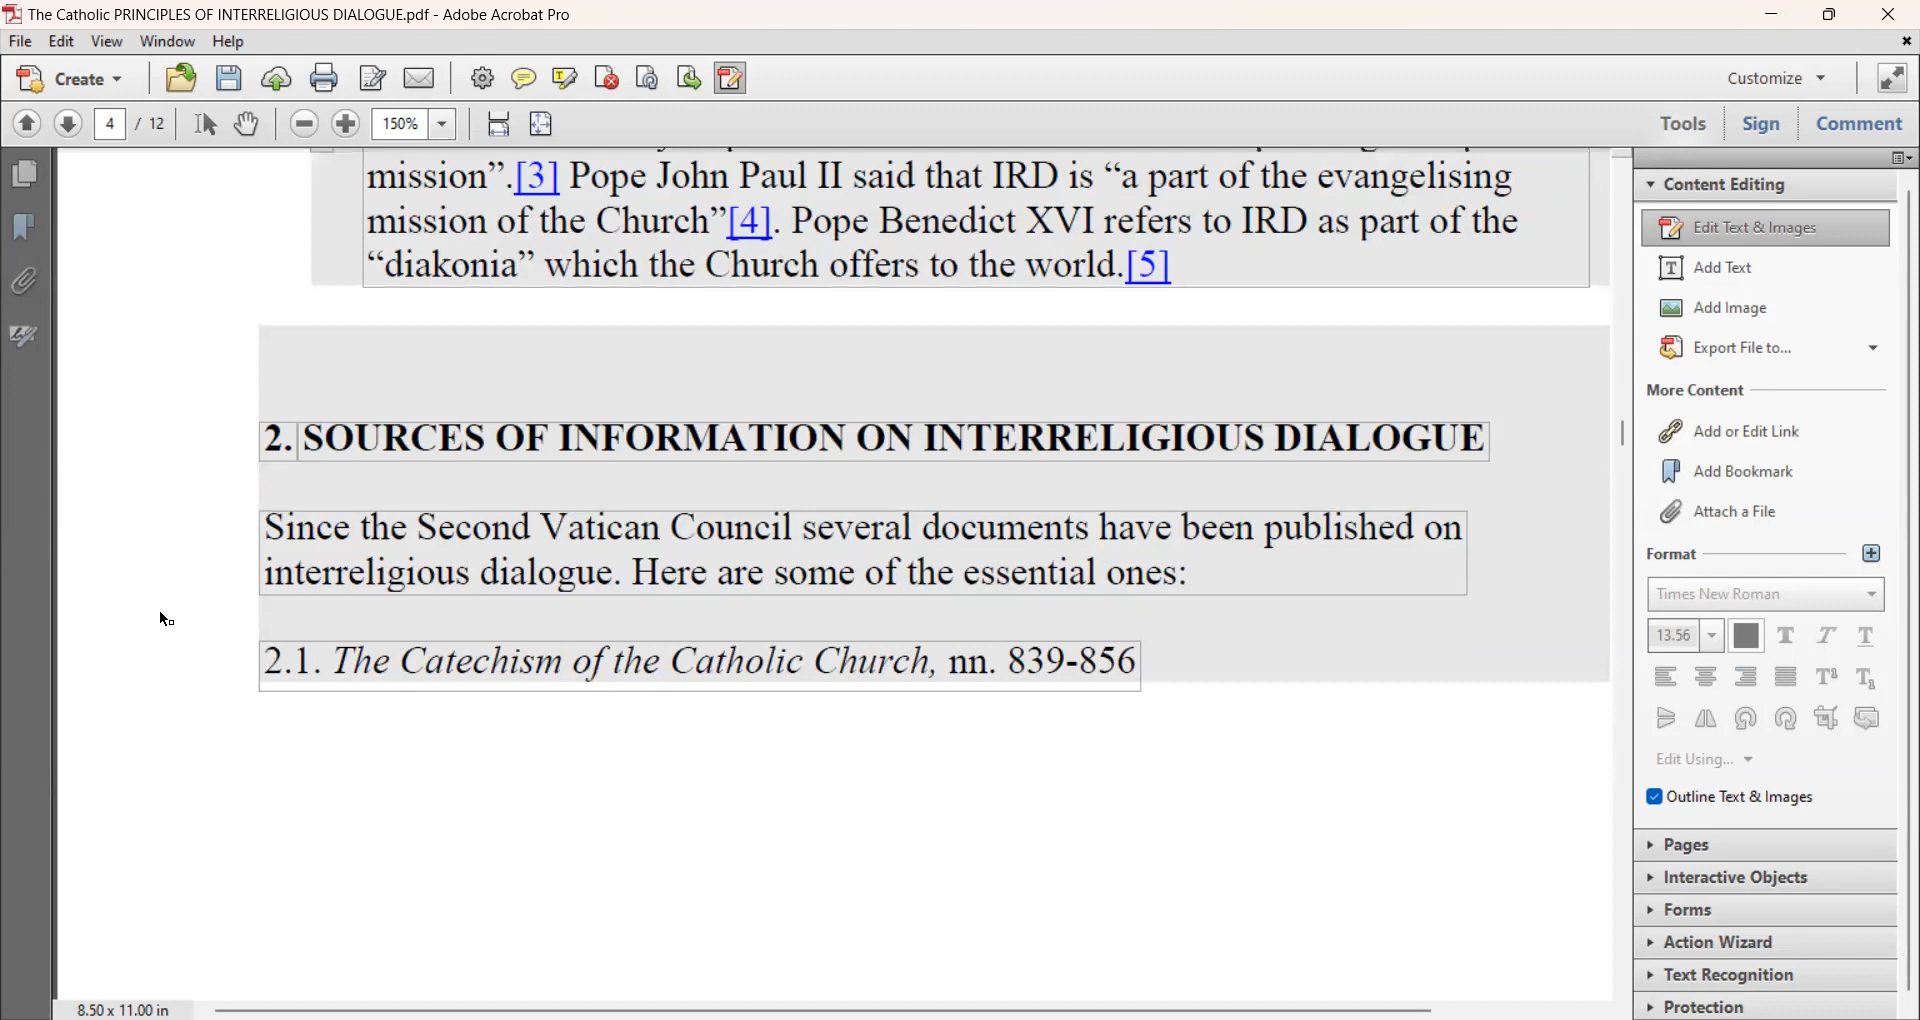 The Catholic PRINCIPLES OF INTERRELIGIOUS DIALOGUE.pdf - Adobe Acrobat Pro
File Edit View Window Help
Create Customize
4 / 12 150% Tools Sign Comment
mission”.[3] Pope John Paul II said that IRD is “a part of the evangelising
mission of the Church”[4]. Pope Benedict XVI refers to IRD as part of the
“diakonia” which the Church offers to the world.[5]
2. SOURCES OF INFORMATION ON INTERRELIGIOUS DIALOGUE
Since the Second Vatican Council several documents have been published on
interreligious dialogue. Here are some of the essential ones:
2.1. The Catechism of the Catholic Church, nn. 839-856
8.50 x 11.00 in
Content Editing
Edit Text & Images
Add Text
Add Image
Export File to...
More Content
Add or Edit Link
Add Bookmark
Attach a File
Format
Times New Roman
13.56
Edit Using...
Outline Text & Images
Pages
Interactive Objects
Forms
Action Wizard
Text Recognition
Protection